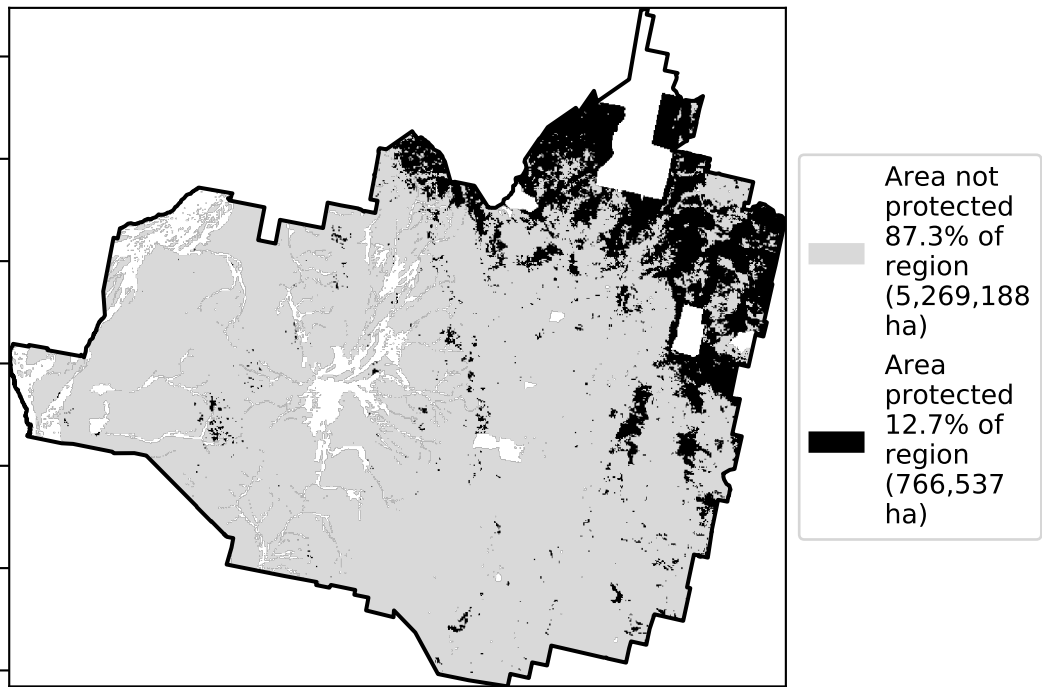 Area not
protected
87.3% of
region
(5,269,188
ha)
Area
protected
12.7% of
region
(766,537
ha)